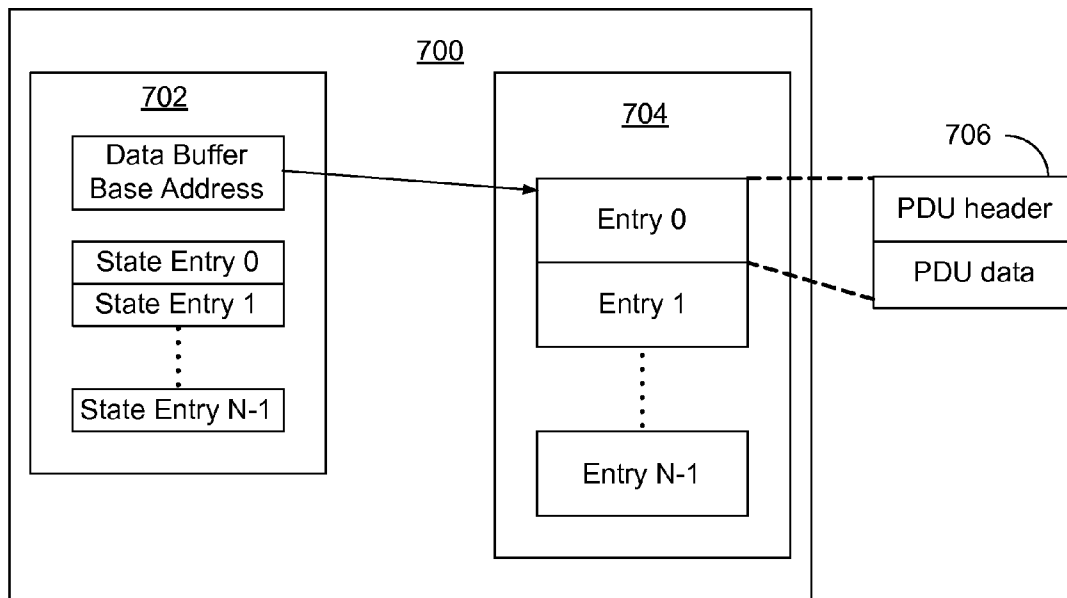 700
702
Data Buffer
Base Address
State Entry 0
State Entry 1
State Entry N-1
704
Entry 0
Entry 1
Entry N-1
706
PDU header
PDU data